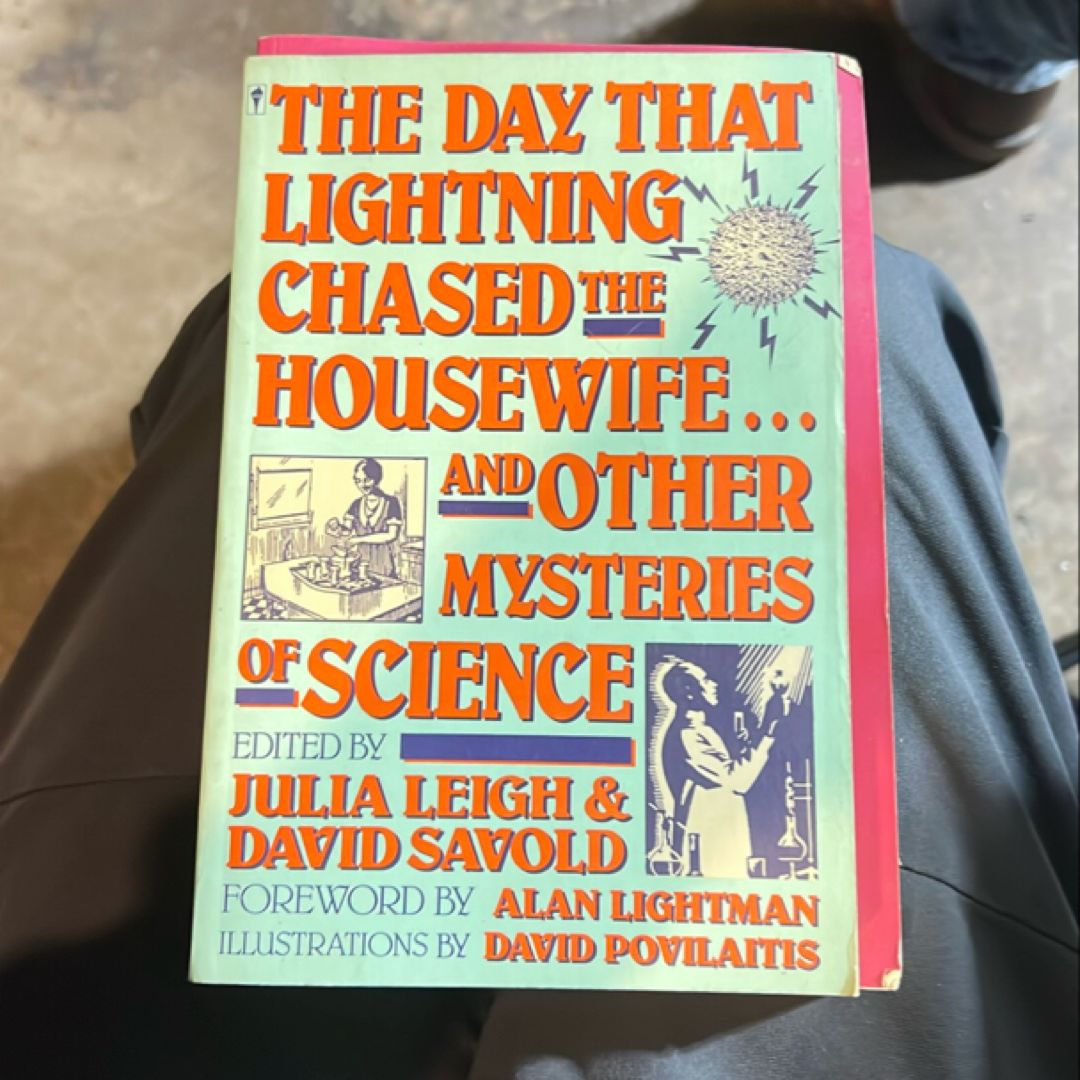 THE DAY THAT
LIGHTNING
CHASED THE
HOUSEWIFE...
AND OTHER
MYSTERIES
OF SCIENCE
EDITED BY
JULIA LEIGH &
DAVID SAVOLD
FOREWORD BY ALAN LIGHTMAN
ILLUSTRATIONS BY DAVID POVILAITIS